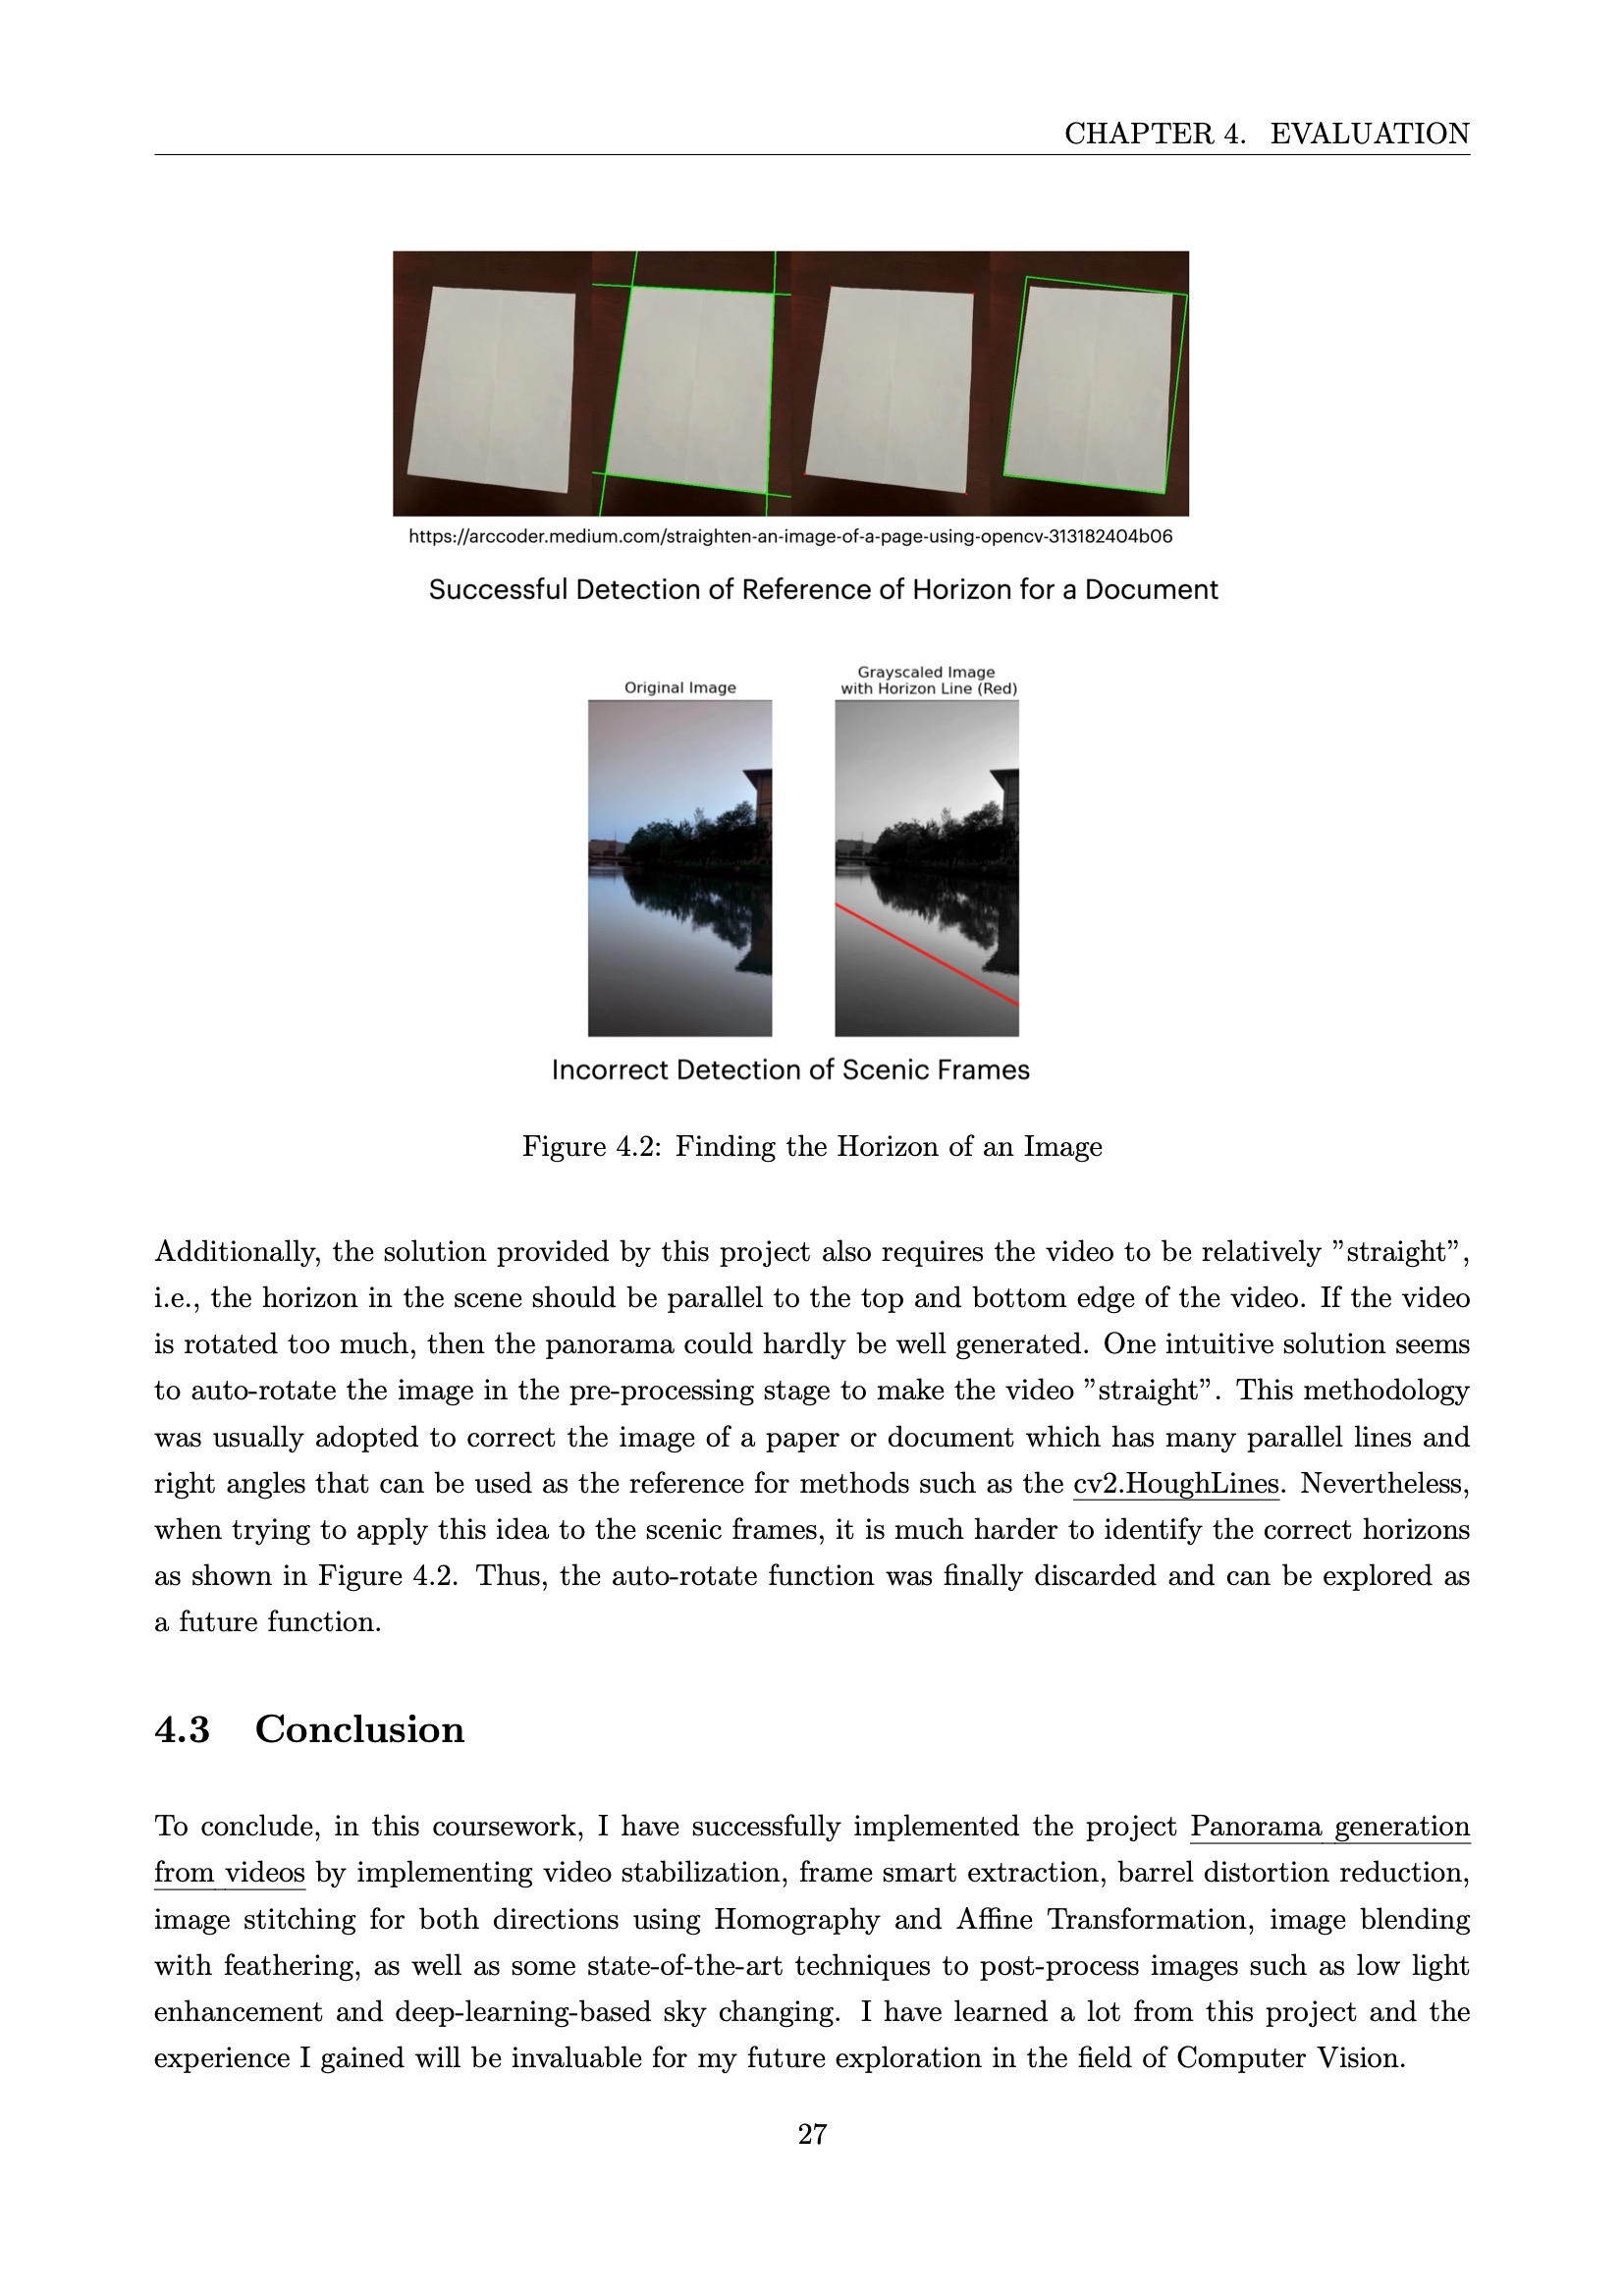 CHAPTER 4. EVALUATION
https://arccoder.medium.com/straighten-an-image-of-a-page-using-opencv-313182404b06
Successful Detection of Reference of Horizon for a Document
Original Image
Grayscaled Image
with Horizon Line (Red)
Incorrect Detection of Scenic Frames
Figure 4.2: Finding the Horizon of an Image
Additionally, the solution provided by this project also requires the video to be relatively ”straight”,
i.e., the horizon in the scene should be parallel to the top and bottom edge of the video. If the video
is rotated too much, then the panorama could hardly be well generated. One intuitive solution seems
to auto-rotate the image in the pre-processing stage to make the video ”straight”. This methodology
was usually adopted to correct the image of a paper or document which has many parallel lines and
right angles that can be used as the reference for methods such as the cv2.HoughLines. Nevertheless,
when trying to apply this idea to the scenic frames, it is much harder to identify the correct horizons
as shown in Figure 4.2. Thus, the auto-rotate function was finally discarded and can be explored as
a future function.
4.3 Conclusion
To conclude, in this coursework, I have successfully implemented the project Panorama generation
from videos by implementing video stabilization, frame smart extraction, barrel distortion reduction,
image stitching for both directions using Homography and Affine Transformation, image blending
with feathering, as well as some state-of-the-art techniques to post-process images such as low light
enhancement and deep-learning-based sky changing. I have learned a lot from this project and the
experience I gained will be invaluable for my future exploration in the field of Computer Vision.
27